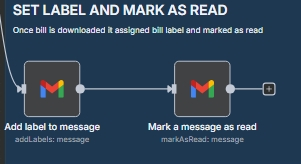 SET LABEL AND MARK AS READ
Once bill is downloaded it assigned bill label and marked as read
Add label to message
addLabels: message
Mark a message as read
markAsRead: message